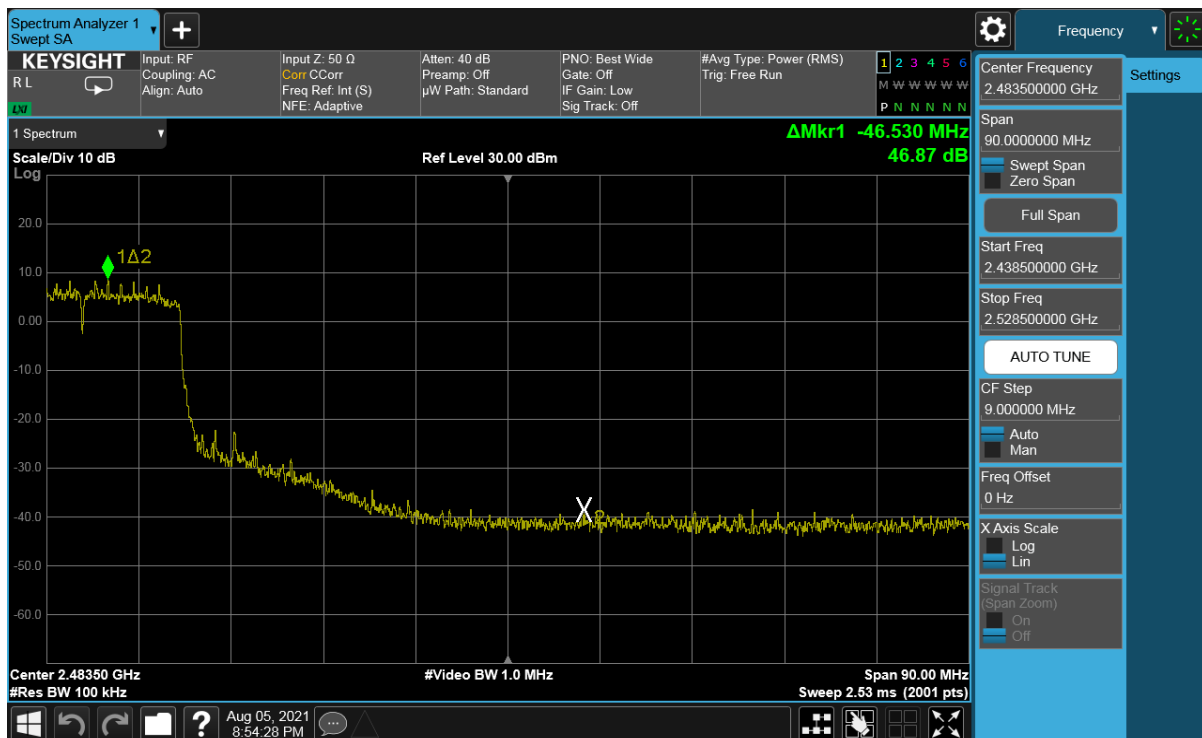 Spectrum Analyzer 1
Swept SA
Frequency
KEYSIGHT
R L
LXI
Input: RF
Coupling: AC
Align: Auto
Input Z: 50 Ω
Corr CCorr
Freq Ref: Int (S)
NFE: Adaptive
Atten: 40 dB
Preamp: Off
µW Path: Standard
PNO: Best Wide
Gate: Off
IF Gain: Low
Sig Track: Off
#Avg Type: Power (RMS)
Trig: Free Run
1 2 3 4 5 6
M W W W W W
P N N N N N
1 Spectrum
Scale/Div 10 dB
Log
Ref Level 30.00 dBm
ΔMkr1 -46.530 MHz
46.87 dB
20.0
10.0
0.00
-10.0
-20.0
-30.0
-40.0
-50.0
-60.0
1Δ2
X2
Center 2.48350 GHz
#Res BW 100 kHz
#Video BW 1.0 MHz
Span 90.00 MHz
Sweep 2.53 ms (2001 pts)
Aug 05, 2021
8:54:28 PM
Center Frequency
2.483500000 GHz
Span
90.0000000 MHz
Swept Span
Zero Span
Full Span
Start Freq
2.438500000 GHz
Stop Freq
2.528500000 GHz
AUTO TUNE
CF Step
9.000000 MHz
Auto
Man
Freq Offset
0 Hz
X Axis Scale
Log
Lin
Signal Track
(Span Zoom)
On
Off
Settings